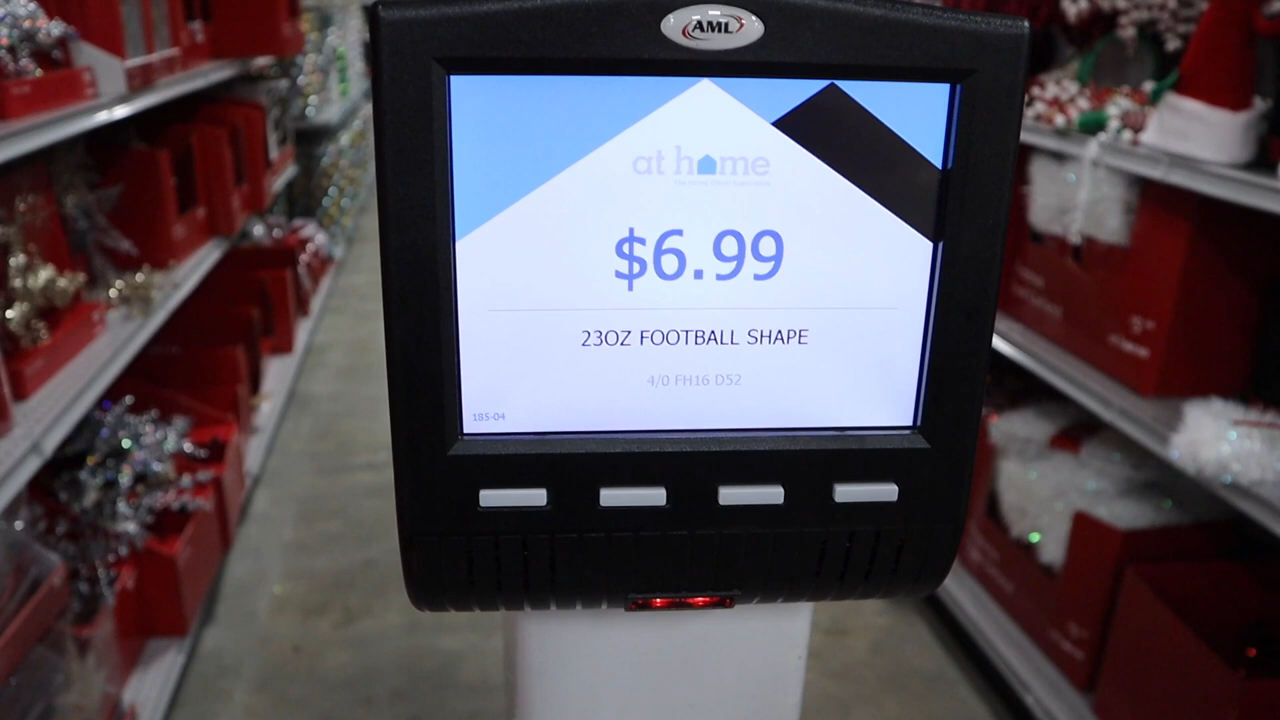 AML
at home
$6.99
23OZ FOOTBALL SHAPE
4/0 FH16 D52
185-04